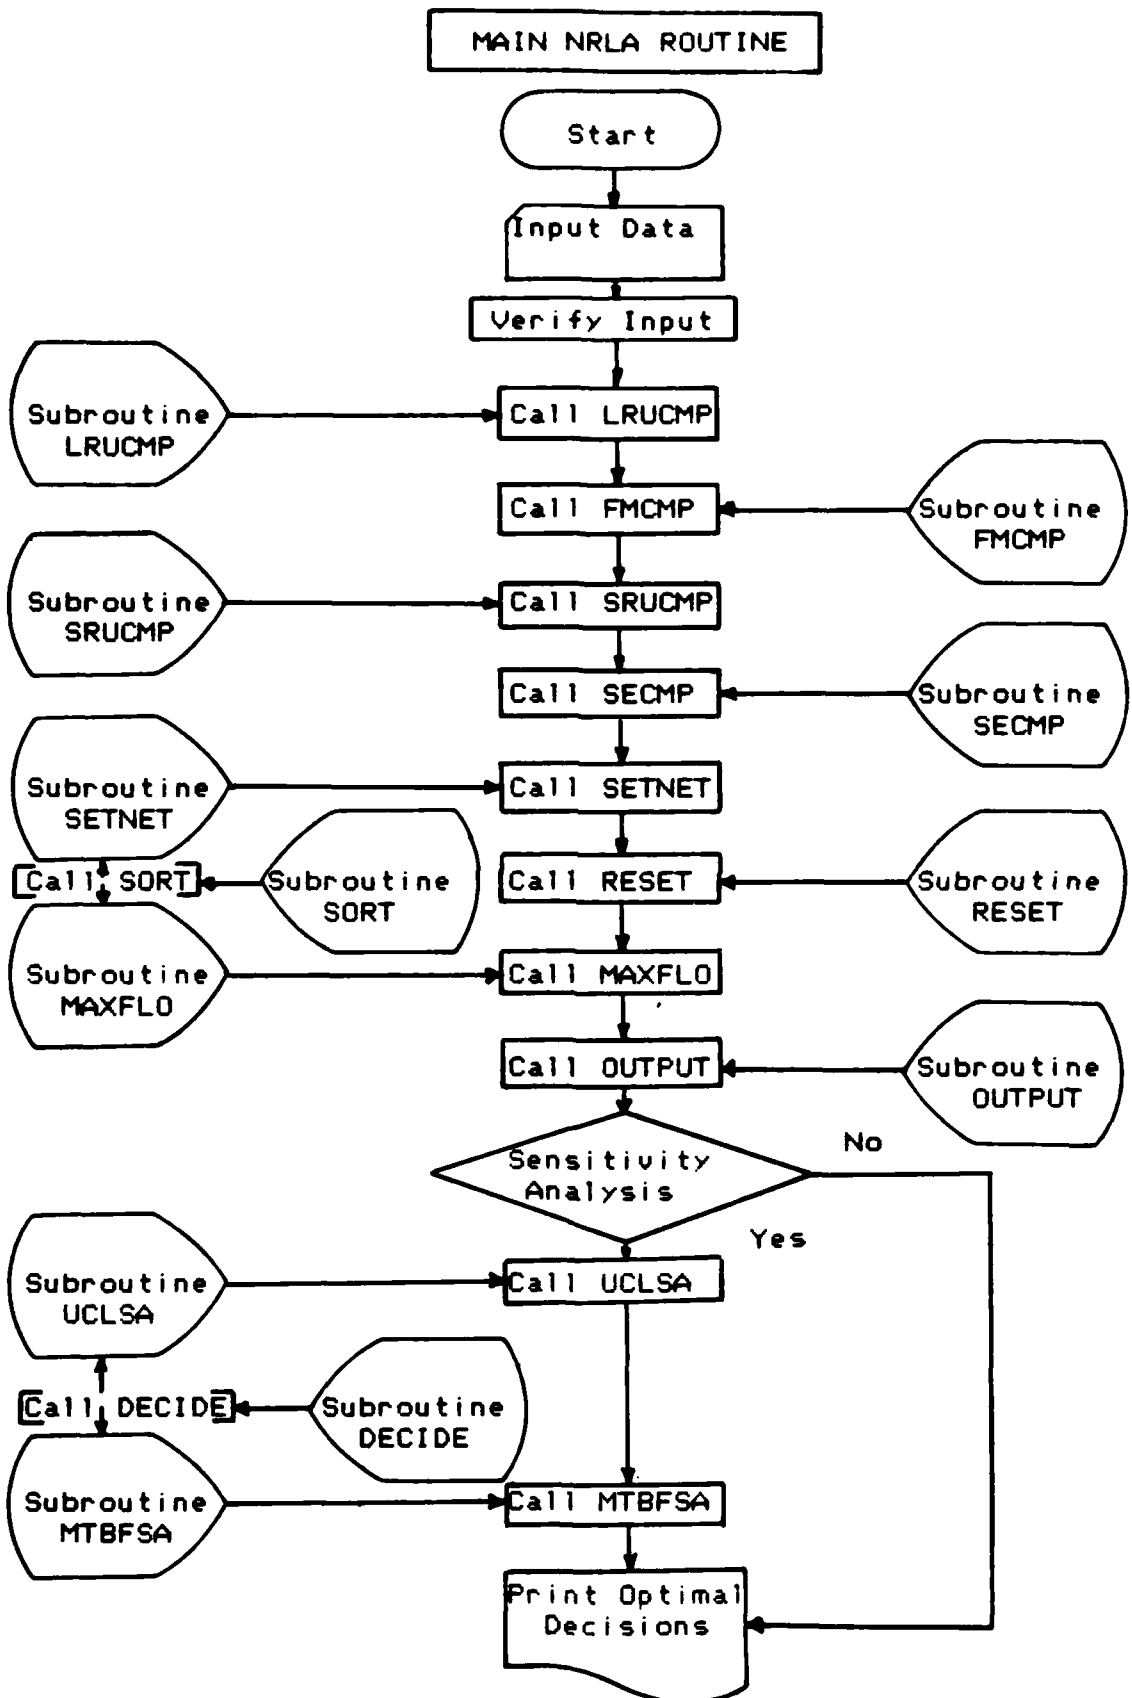 MAIN NRLA ROUTINE
Start
Input Data
Verify Input
Subroutine
LRUCMP
Call LRUCMP
Call FMCMP
Subroutine
FMCMP
Subroutine
SRUCMP
Call SRUCMP
Call SECMP
Subroutine
SECMP
Subroutine
SETNET
Call SETNET
Call SORT
Subroutine
SORT
Call RESET
Subroutine
RESET
Subroutine
MAXFLO
Call MAXFLO
Call OUTPUT
Subroutine
OUTPUT
Sensitivity
Analysis
No
Yes
Subroutine
UCLSA
Call UCLSA
Call DECIDE
Subroutine
DECIDE
Subroutine
MTBFSA
Call MTBFSA
Print Optimal
Decisions